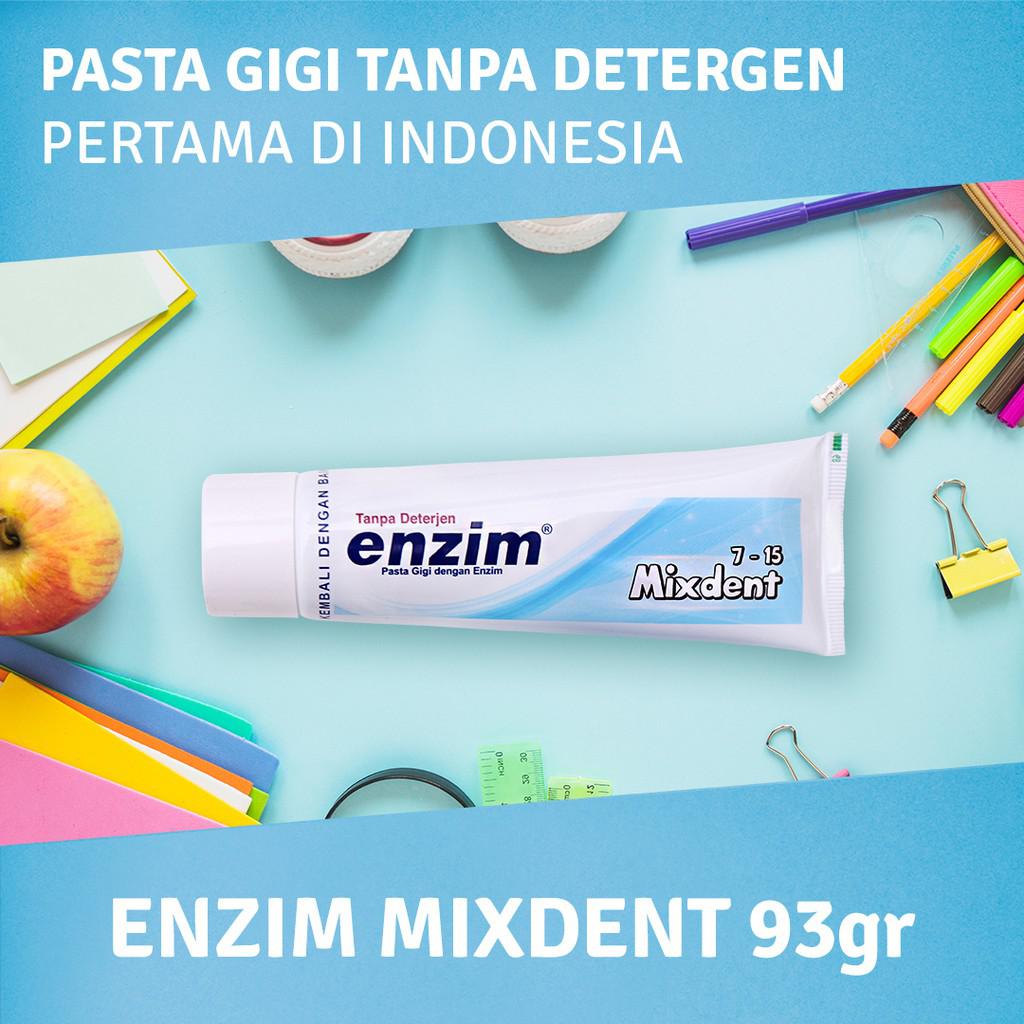 PASTA GIGI TANPA DETERGEN
PERTAMA DI INDONESIA
KEMBALI DENGAN
Tanpa Deterjen
enzim®
Pasta Gigi dengan Enzim
7 - 15
Mixdent
ENZIM MIXDENT 93gr